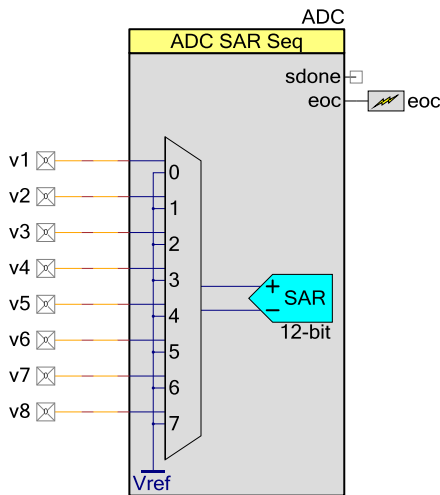 ADC
ADC SAR Seq
sdone
eoc
eoc
v1
0
v2
1
v3
2
v4
3
+
SAR
v5
4
−
12-bit
v6
5
v7
6
v8
7
Vref